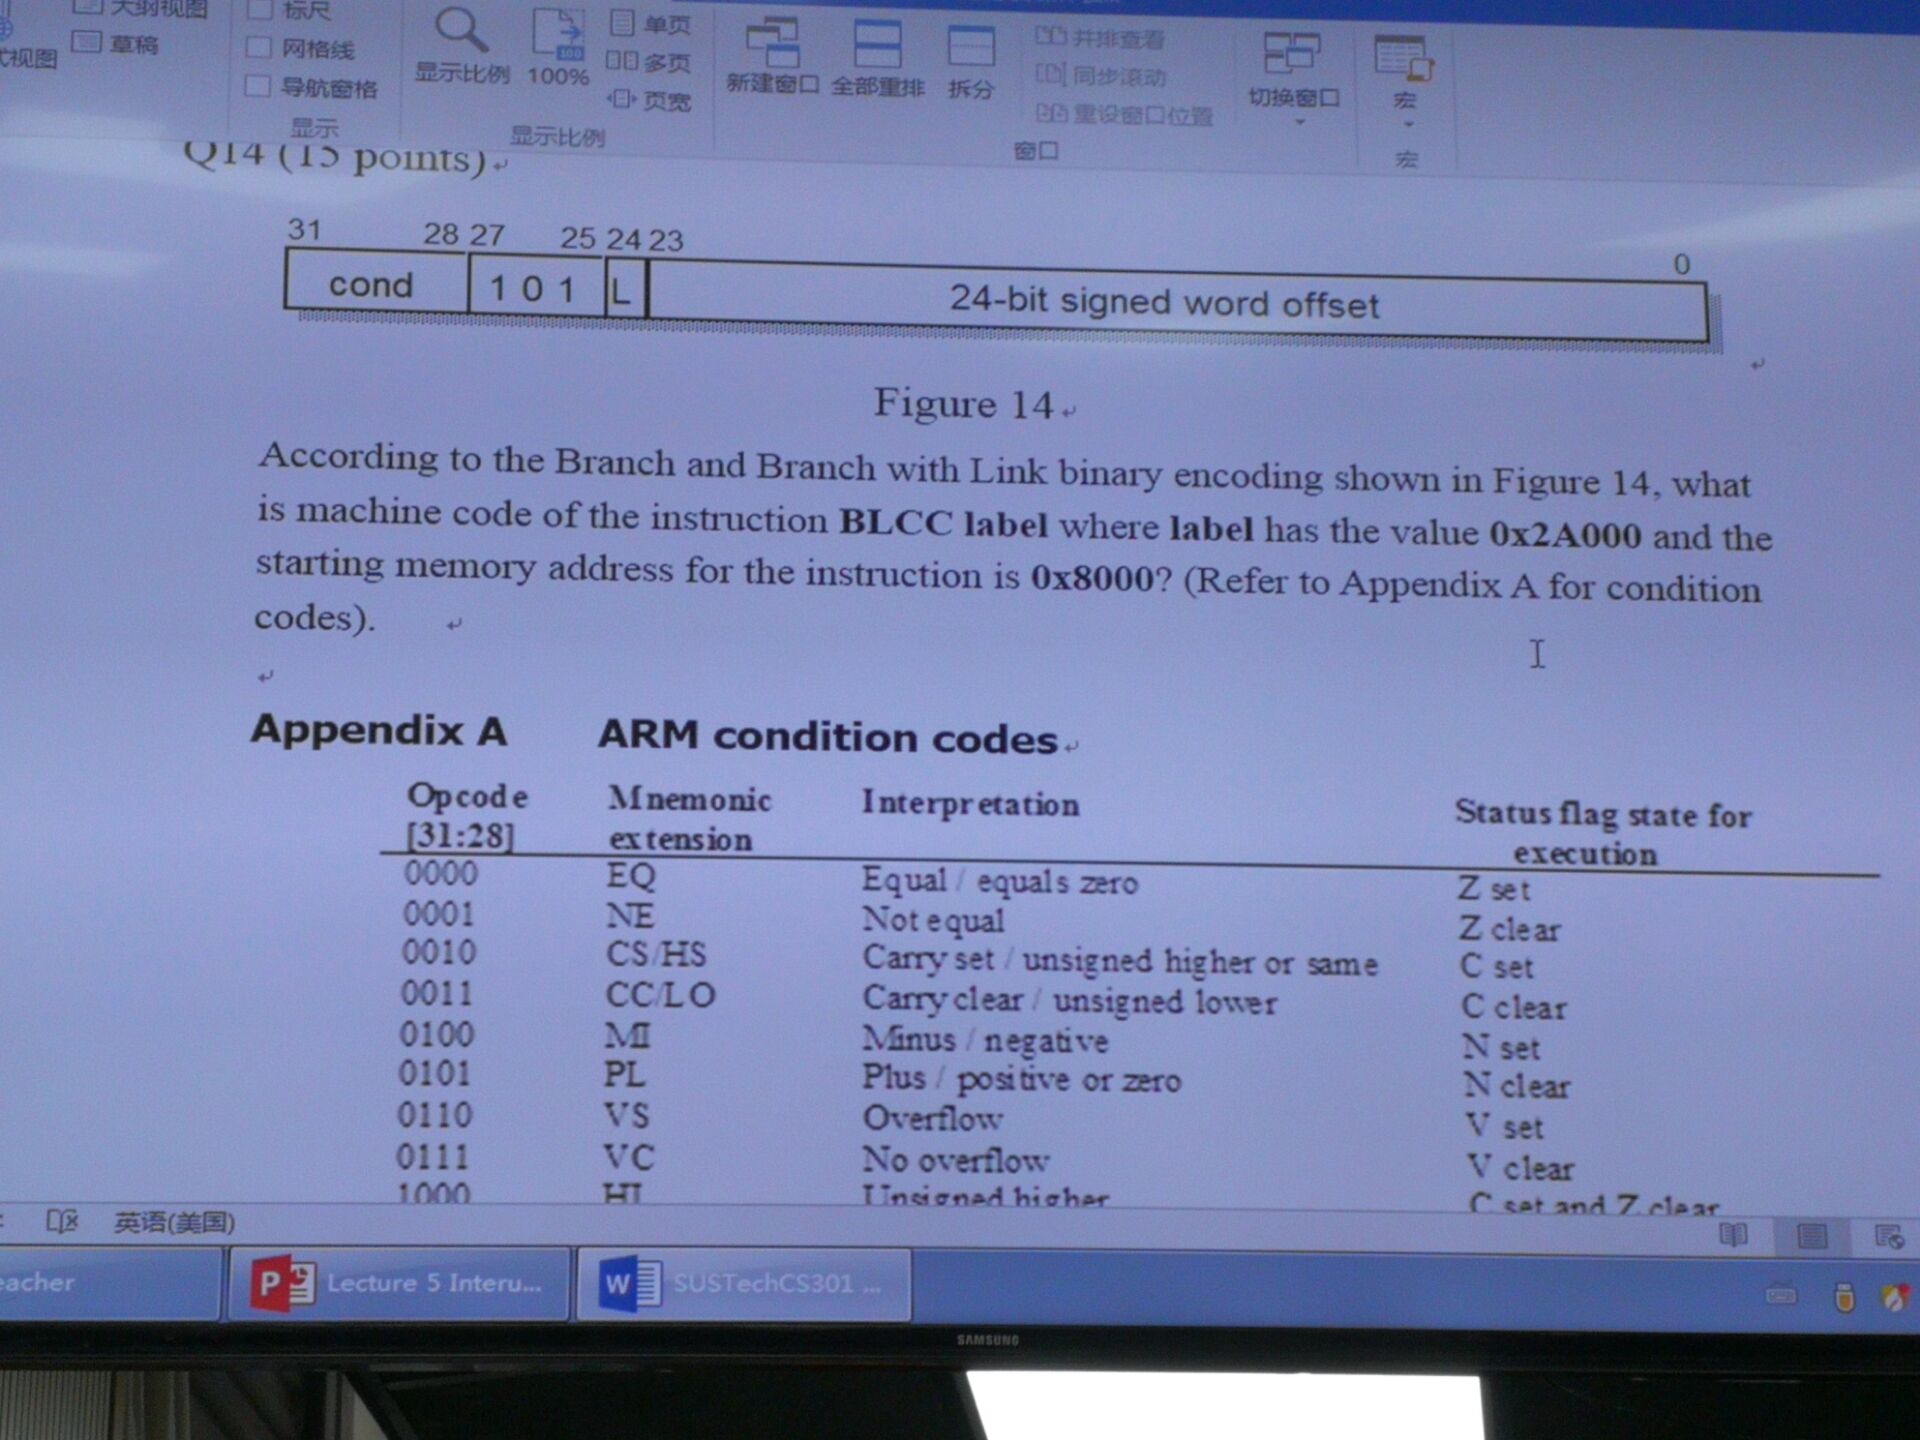 大纲视图
标尺
单页
草稿
网格线
多页
式视图
显示比例
100%
新建窗口
全部重排
拆分
并排查看
同步滚动
重设窗口位置
切换窗口
宏
导航窗格
页宽
显示
显示比例
窗口
宏
Q14 (15 points)
31 28 27 25 24 23 0
cond 1 0 1 L 24-bit signed word offset
Figure 14
According to the Branch and Branch with Link binary encoding shown in Figure 14, what
is machine code of the instruction BLCC label where label has the value 0x2A000 and the
starting memory address for the instruction is 0x8000? (Refer to Appendix A for condition
codes).
Appendix A ARM condition codes
Opcode Mnemonic Interpretation Status flag state for
[31:28] extension execution
0000 EQ Equal / equals zero Z set
0001 NE Not equal Z clear
0010 CS/HS Carry set / unsigned higher or same C set
0011 CC/LO Carry clear / unsigned lower C clear
0100 MI Minus / negative N set
0101 PL Plus / positive or zero N clear
0110 VS Overflow V set
0111 VC No overflow V clear
1000 HI Unsigned higher C set and Z clear
英语(美国)
eacher
Lecture 5 Interu...
SUSTechCS301 ...
SAMSUNG